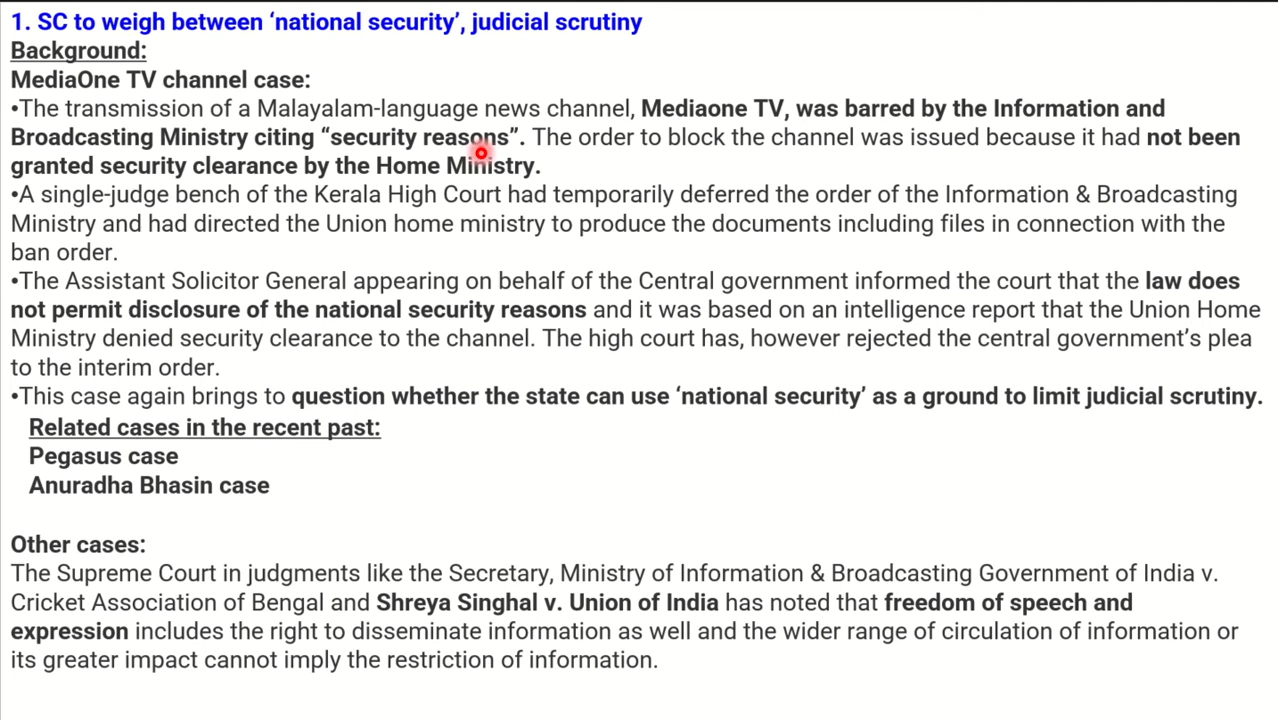 1. SC to weigh between ‘national security’, judicial scrutiny
Background:
MediaOne TV channel case:
•The transmission of a Malayalam-language news channel, Mediaone TV, was barred by the Information and
Broadcasting Ministry citing “security reasons”. The order to block the channel was issued because it had not been
granted security clearance by the Home Ministry.
•A single-judge bench of the Kerala High Court had temporarily deferred the order of the Information & Broadcasting
Ministry and had directed the Union home ministry to produce the documents including files in connection with the
ban order.
•The Assistant Solicitor General appearing on behalf of the Central government informed the court that the law does
not permit disclosure of the national security reasons and it was based on an intelligence report that the Union Home
Ministry denied security clearance to the channel. The high court has, however rejected the central government’s plea
to the interim order.
•This case again brings to question whether the state can use ‘national security’ as a ground to limit judicial scrutiny.
Related cases in the recent past:
Pegasus case
Anuradha Bhasin case
Other cases:
The Supreme Court in judgments like the Secretary, Ministry of Information & Broadcasting Government of India v.
Cricket Association of Bengal and Shreya Singhal v. Union of India has noted that freedom of speech and
expression includes the right to disseminate information as well and the wider range of circulation of information or
its greater impact cannot imply the restriction of information.